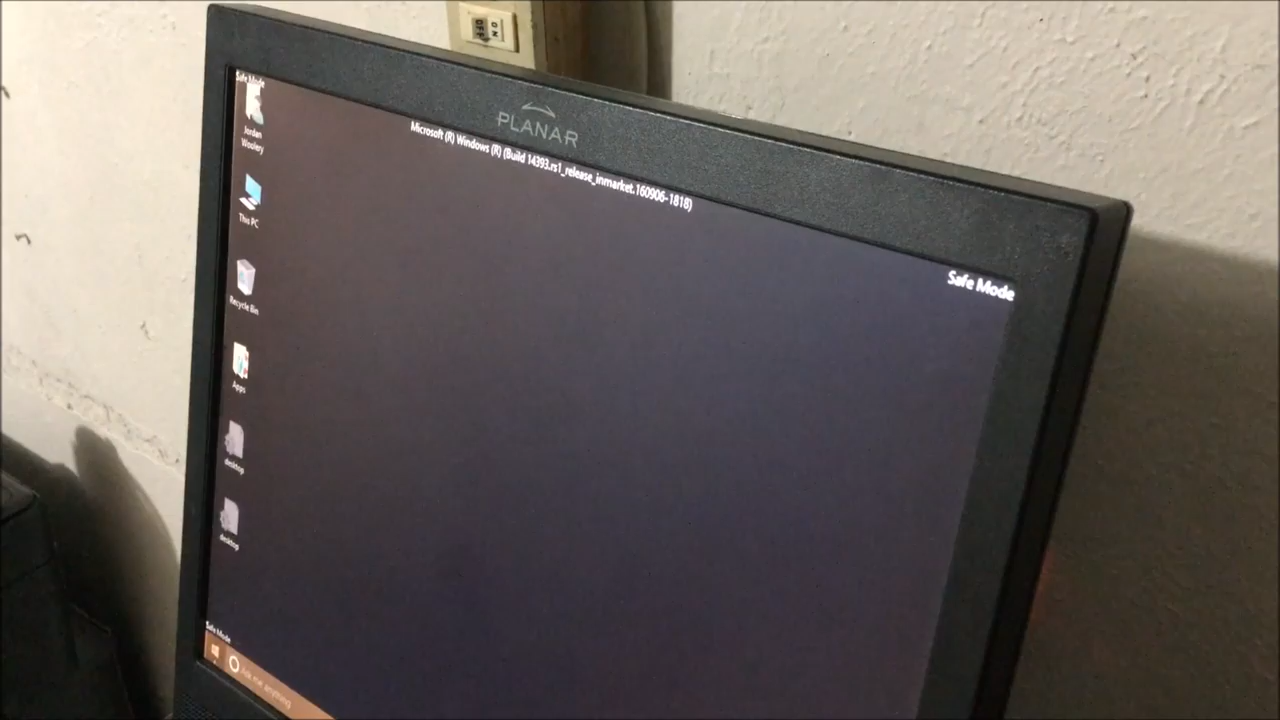 ON
OFF
PLANAR
Safe Mode
Microsoft (R) Windows (R) (Build 14393.rs1_release_inmarket.160906-1818)
Safe Mode
Jordan
Woolery
This PC
Recycle Bin
Apps
desktop
desktop
Safe Mode
Ask me anything